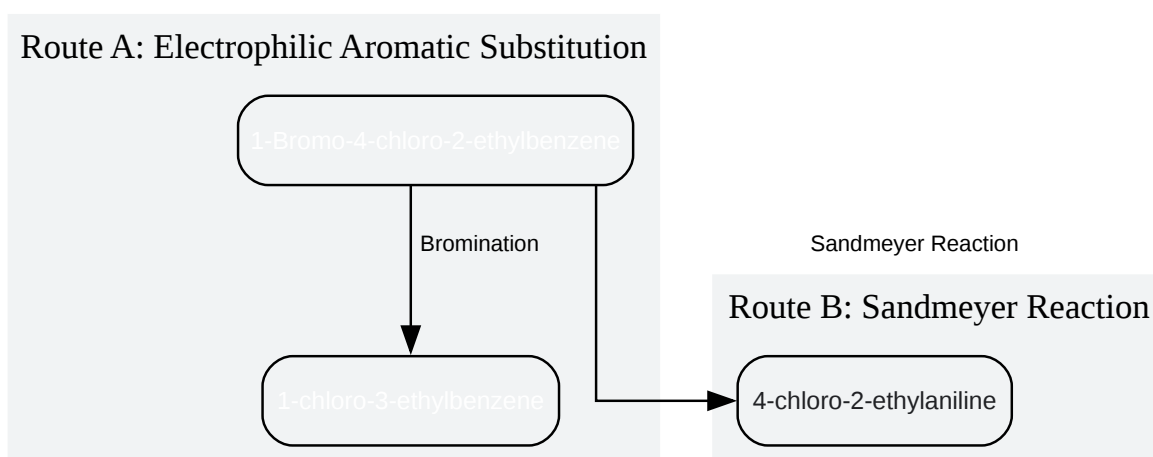 Route A: Electrophilic Aromatic Substitution
1-Bromo-4-chloro-2-ethylbenzene
Bromination
Sandmeyer Reaction
Route B: Sandmeyer Reaction
1-chloro-3-ethylbenzene
4-chloro-2-ethylaniline